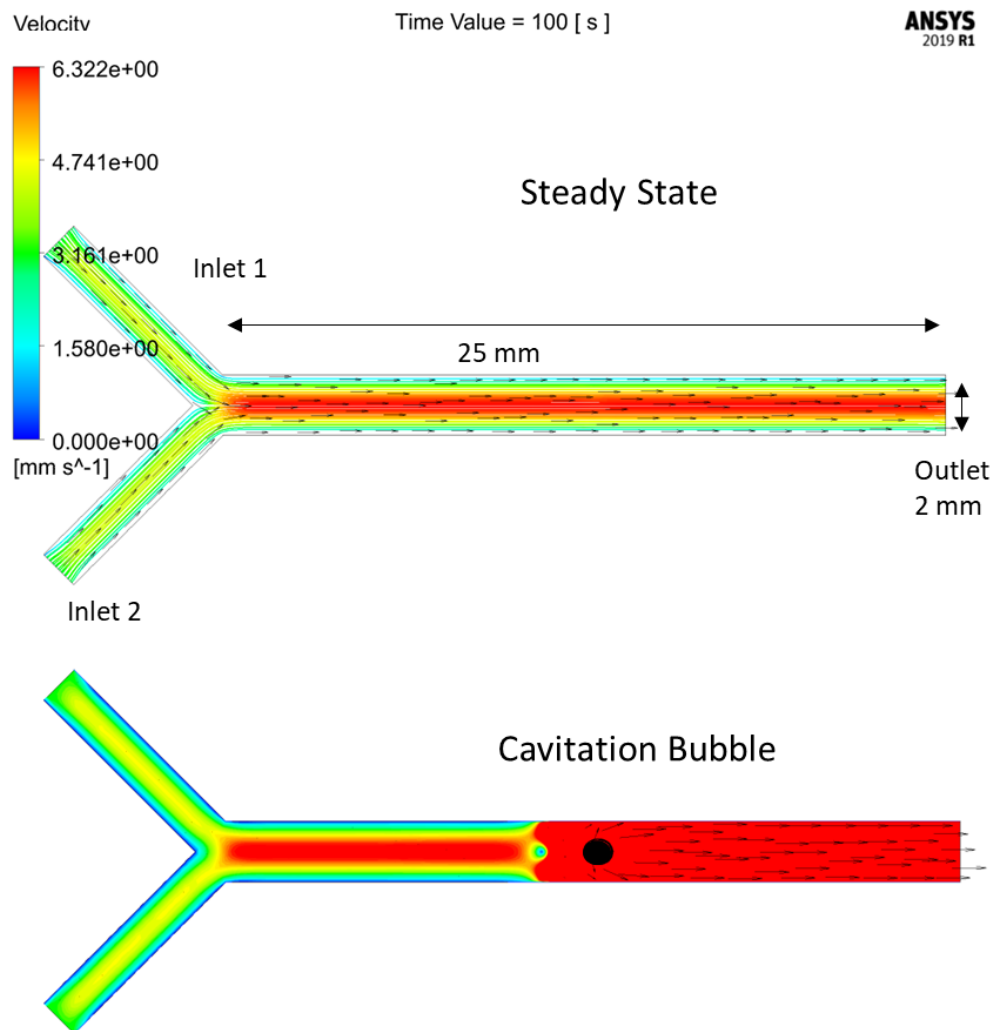 Velocity
Time Value = 100 [ s ]
ANSYS
2019 R1
6.322e+00
4.741e+00
3.161e+00
1.580e+00
0.000e+00
[mm s^-1]
Steady State
Inlet 1
25 mm
Outlet
2 mm
Inlet 2
Cavitation Bubble